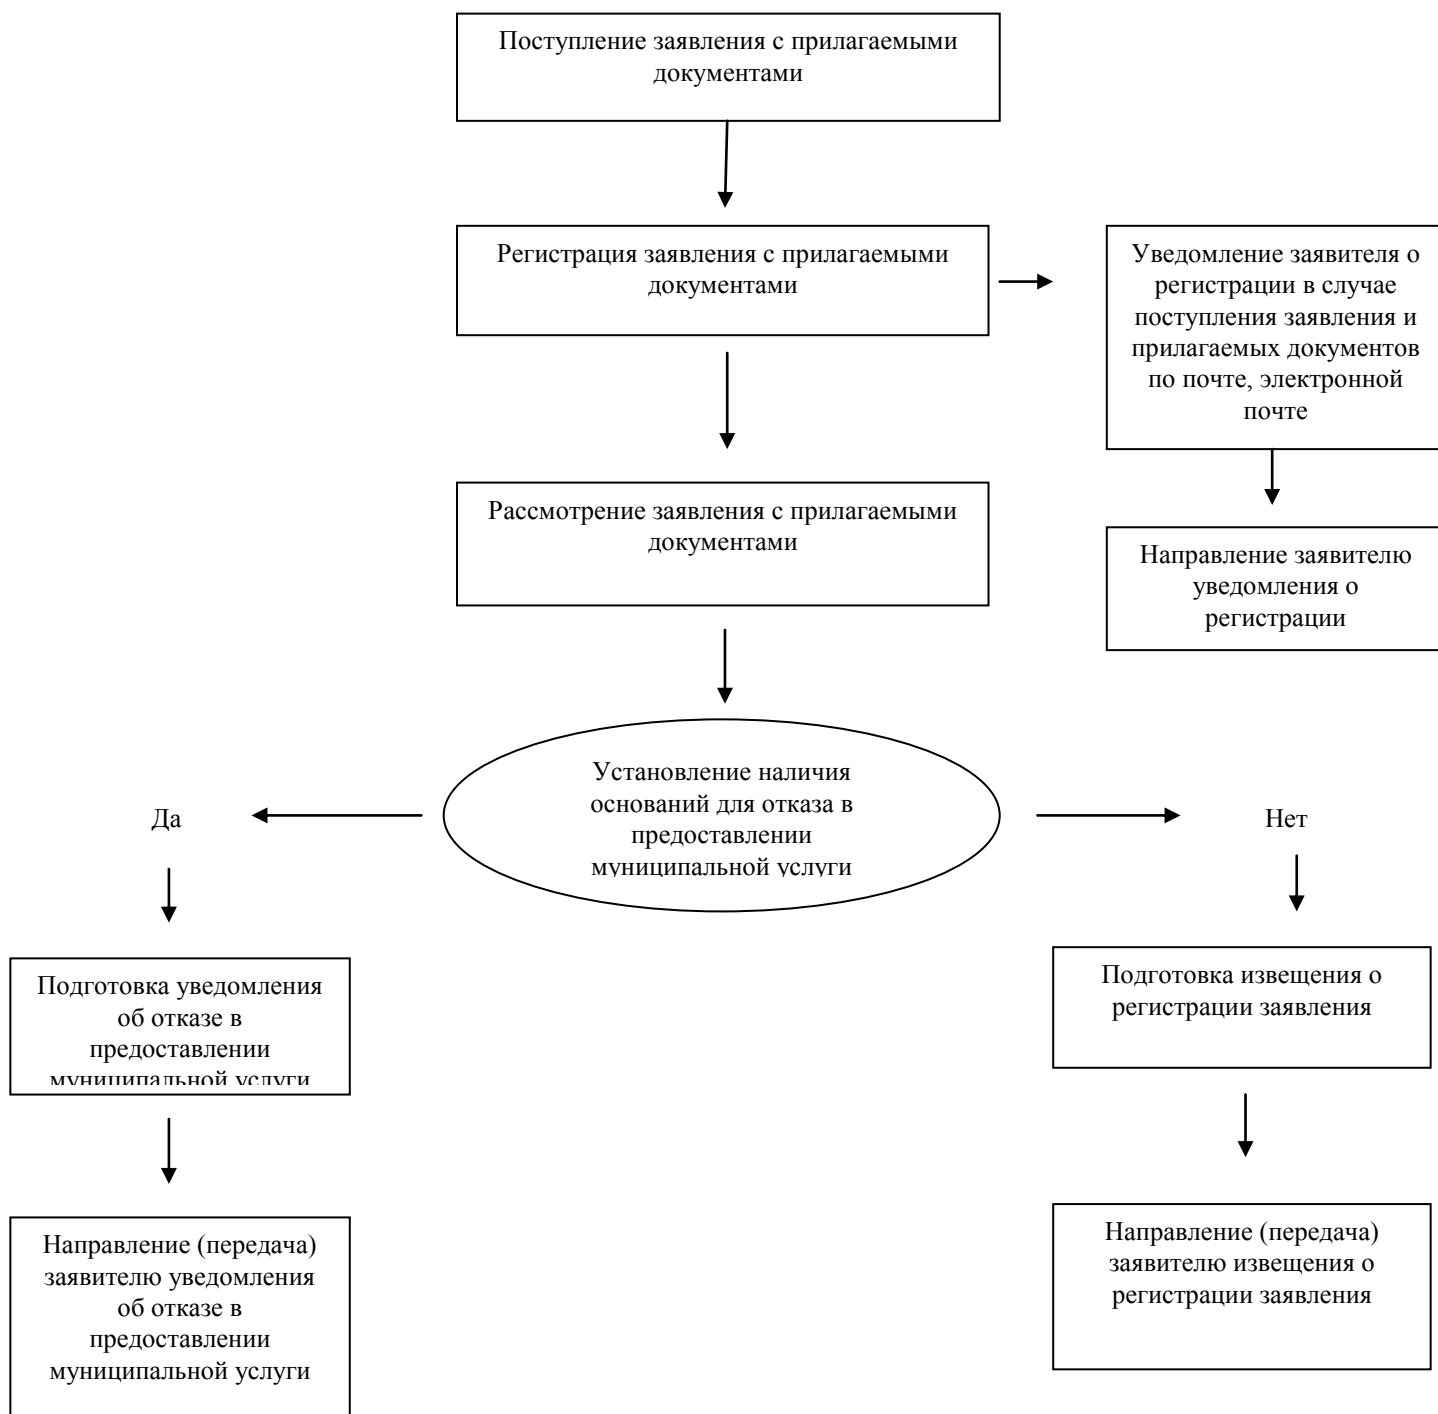 Поступление заявления с прилагаемыми
документами
Регистрация заявления с прилагаемыми
документами
Уведомление заявителя о
регистрации в случае
поступления заявления и
прилагаемых документов
по почте, электронной
почте
Рассмотрение заявления с прилагаемыми
документами
Направление заявителю
уведомления о
регистрации
Установление наличия
оснований для отказа в
предоставлении
муниципальной услуги
Да
Нет
Подготовка уведомления
об отказе в
предоставлении
муниципальной услуги
Подготовка извещения о
регистрации заявления
Направление (передача)
заявителю уведомления
об отказе в
предоставлении
муниципальной услуги
Направление (передача)
заявителю извещения о
регистрации заявления